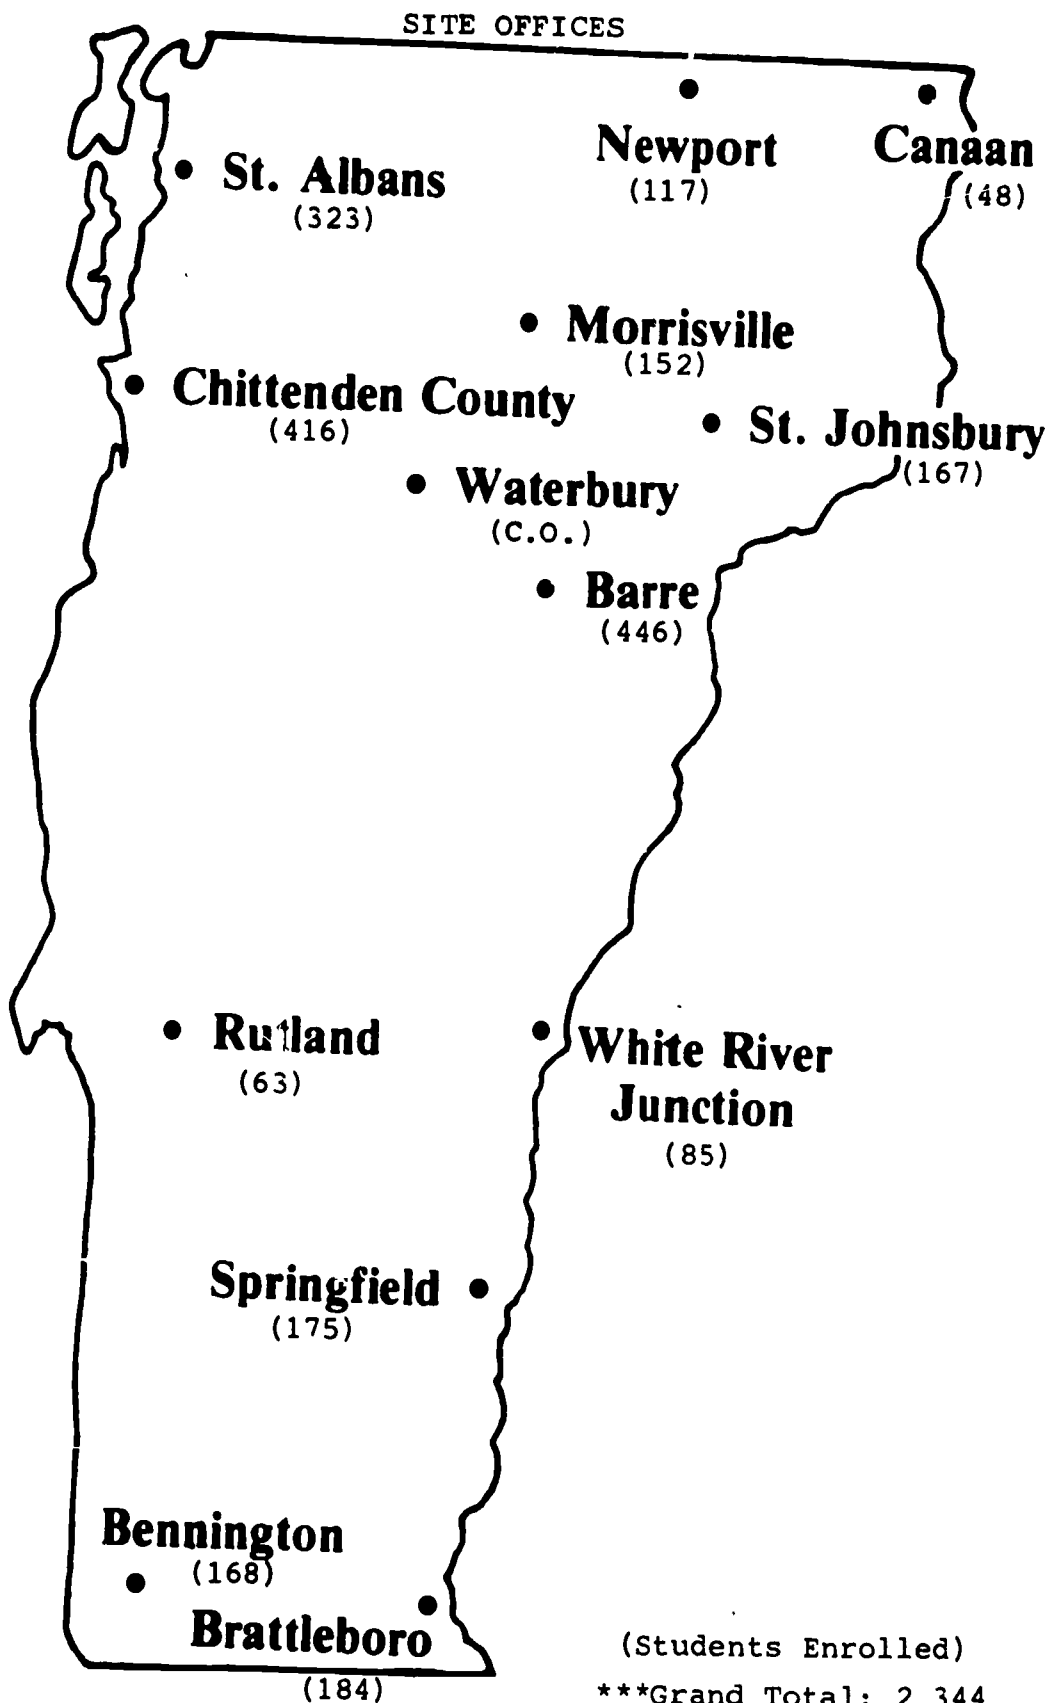 SITE OFFICES
Newport
(117)
Canaan
(48)
St. Albans
(323)
Morrisville
(152)
Chittenden County
(416)
St. Johnsbury
(167)
Waterbury
(C.O.)
Barre
(446)
Rutland
(63)
White River
Junction
(85)
Springfield
(175)
Bennington
(168)
Brattleboro
(184)
(Students Enrolled)
***Grand Total: 2,344